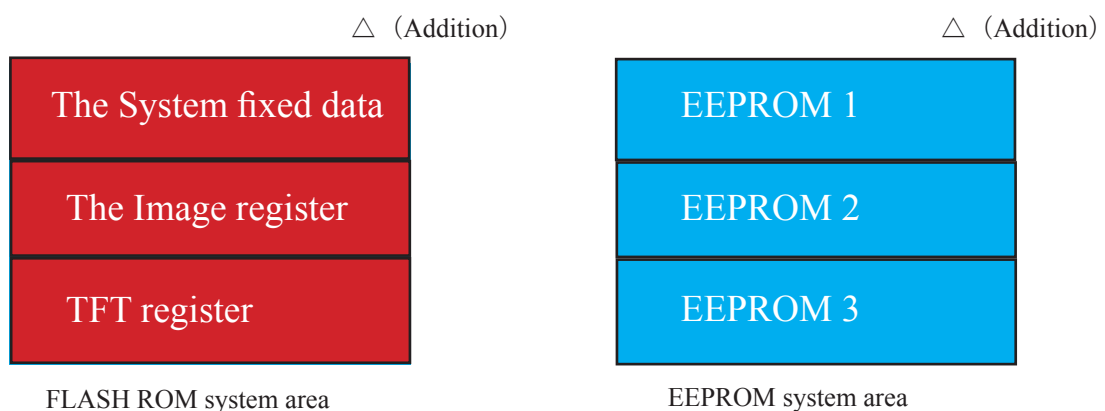 △ （Addition）
The System fixed data
The Image register
TFT register
FLASH ROM system area
△ （Addition）
EEPROM 1
EEPROM 2
EEPROM 3
EEPROM system area